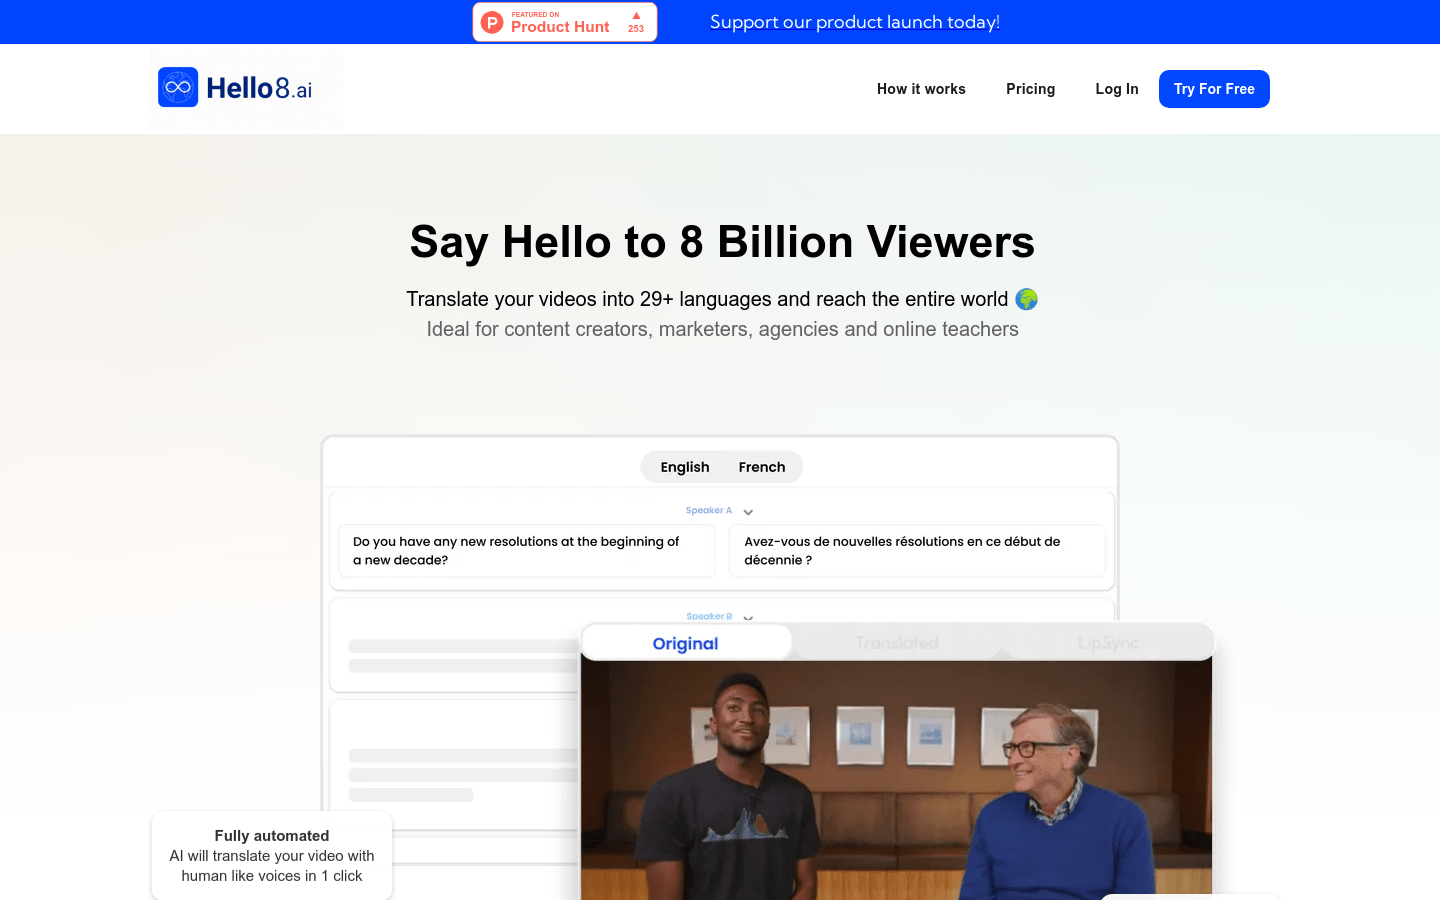 FEATURED ON
Product Hunt
253
Support our product launch today!
Hello8.ai
How it works
Pricing
Log In
Try For Free
Say Hello to 8 Billion Viewers
Translate your videos into 29+ languages and reach the entire world
Ideal for content creators, marketers, agencies and online teachers
English
French
Speaker A
Do you have any new resolutions at the beginning of
a new decade?
Avez-vous de nouvelles résolutions en ce début de
décennie ?
Speaker B
Original
Translated
LipSync
Fully automated
AI will translate your video with
human like voices in 1 click